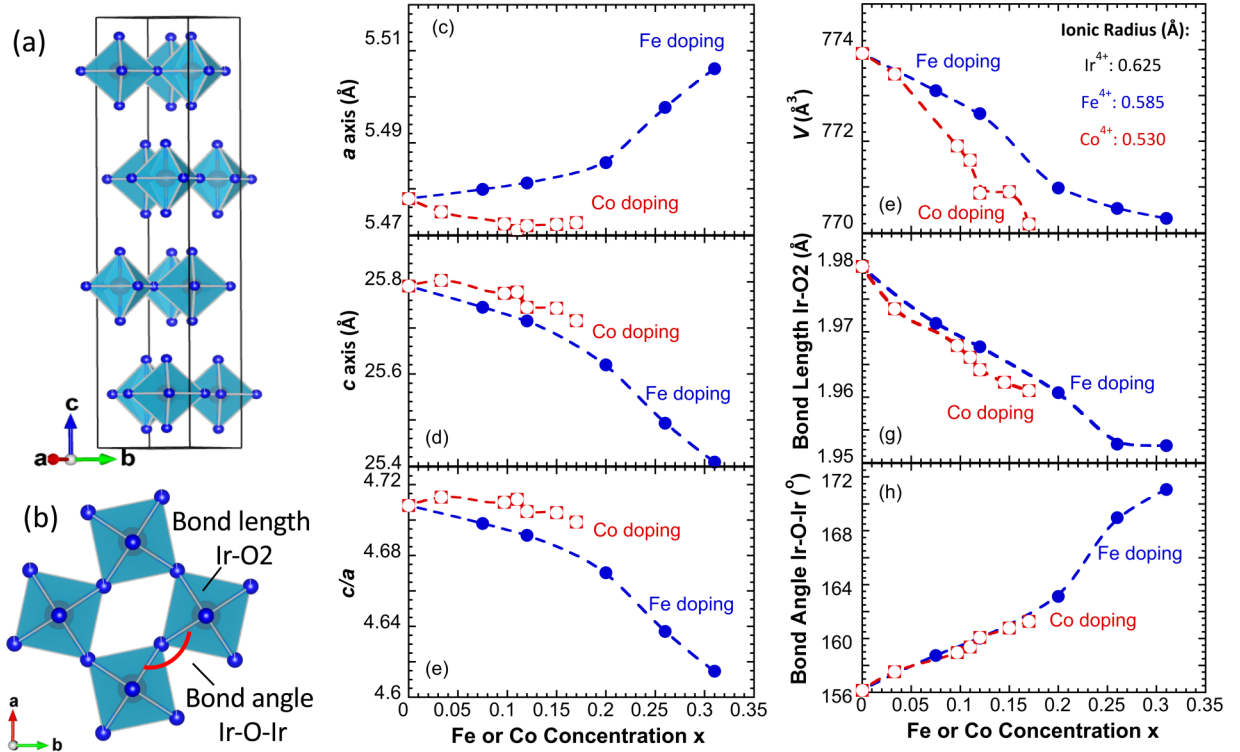 (a)
c
a
b
(b)
Bond length
Ir-O2
Bond angle
Ir-O-Ir
a
b
(c)
a axis (Å)
5.51
5.49
5.47
Fe doping
Co doping
(d)
c axis (Å)
25.8
25.6
25.4
Co doping
Fe doping
(e)
c/a
4.72
4.68
4.64
4.6
Co doping
Fe doping
0 0.05 0.10 0.15 0.20 0.25 0.30 0.35
Fe or Co Concentration x
(e)
V (Å³)
774
772
770
Fe doping
Co doping
Ionic Radius (Å):
Ir⁴⁺: 0.625
Fe⁴⁺: 0.585
Co⁴⁺: 0.530
(g)
Bond Length Ir-O2 (Å)
1.98
1.97
1.96
1.95
Fe doping
Co doping
(h)
Bond Angle Ir-O-Ir (°)
172
168
164
160
156
Fe doping
Co doping
0 0.05 0.10 0.15 0.20 0.25 0.30 0.35
Fe or Co Concentration x